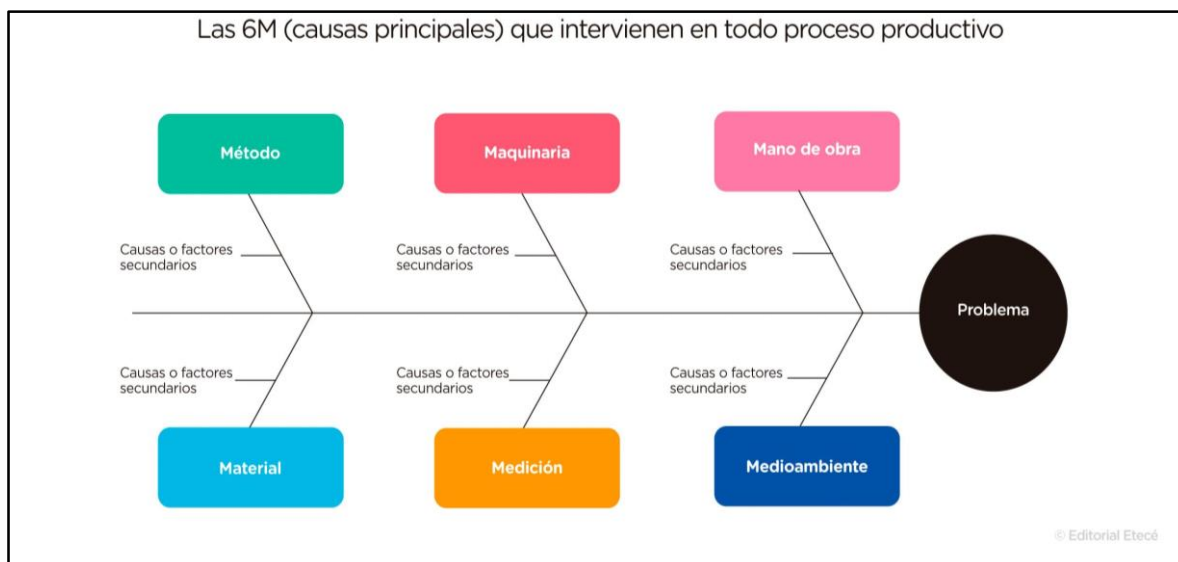 Las 6M (causas principales) que intervienen en todo proceso productivo
Método
Maquinaria
Mano de obra
Causas o factores
secundarios
Causas o factores
secundarios
Causas o factores
secundarios
Problema
Causas o factores
secundarios
Causas o factores
secundarios
Causas o factores
secundarios
Material
Medición
Medioambiente
© Editorial Etecé